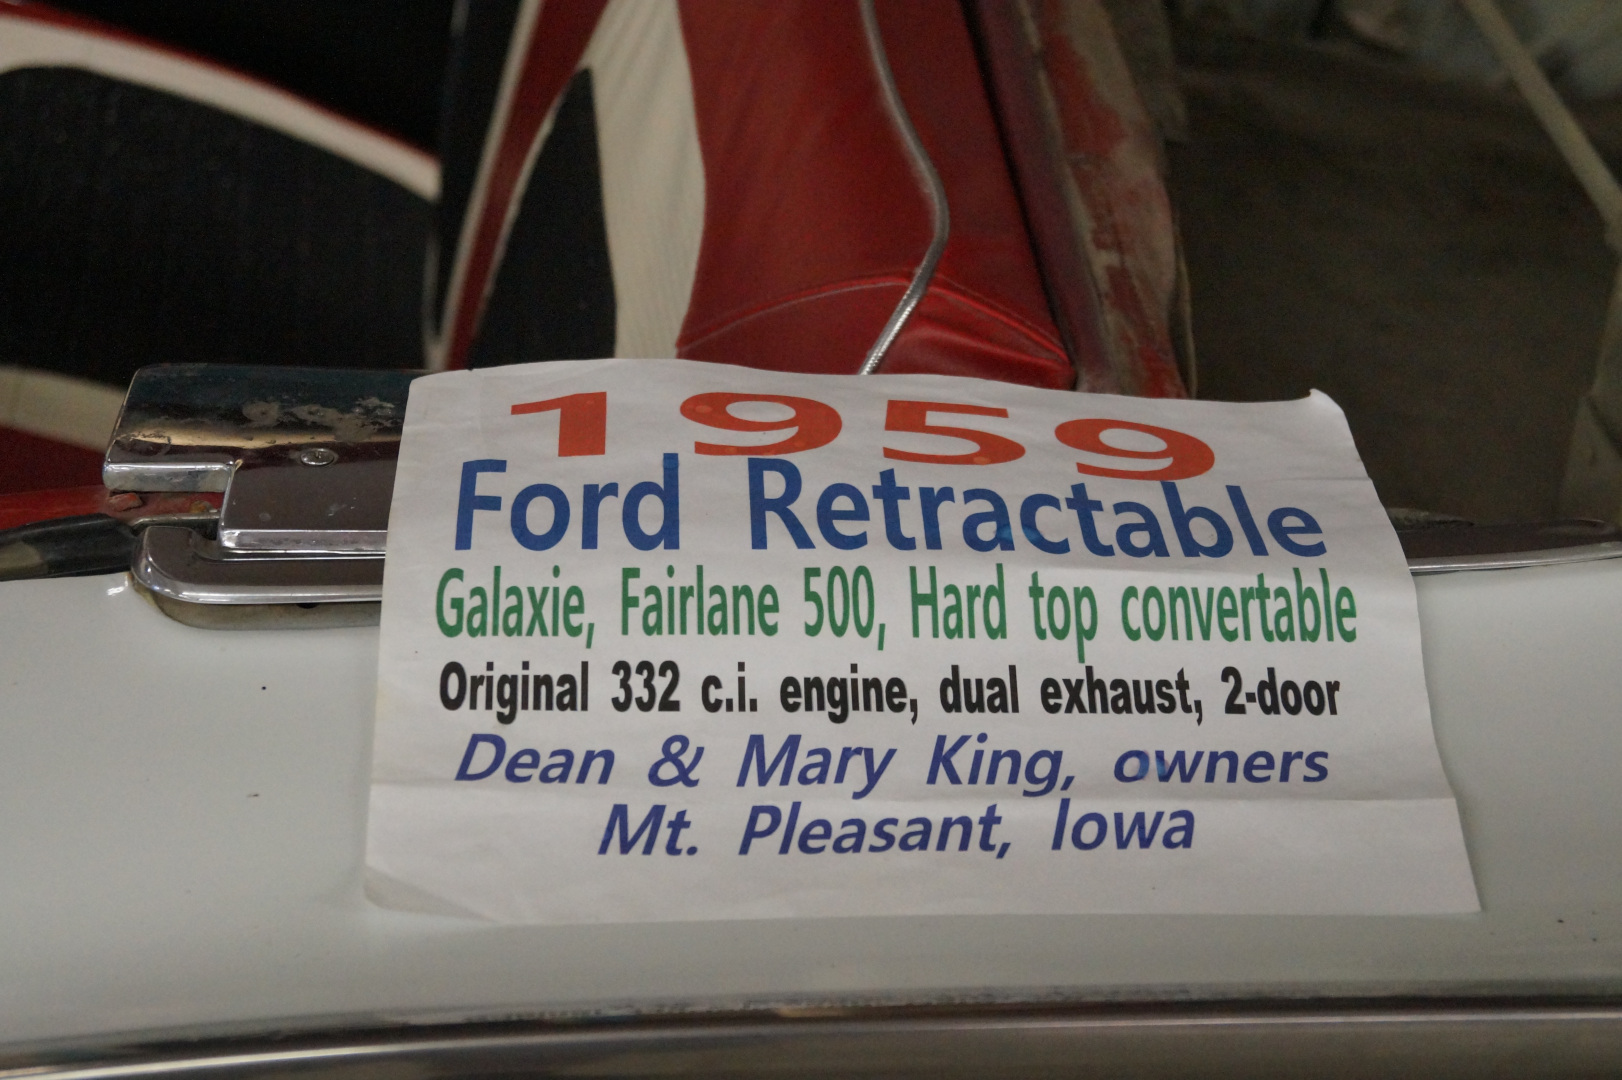 1959
Ford Retractable
Galaxie, Fairlane 500, Hard top convertable
Original 332 c.i. engine, dual exhaust, 2-door
Dean & Mary King, owners
Mt. Pleasant, Iowa